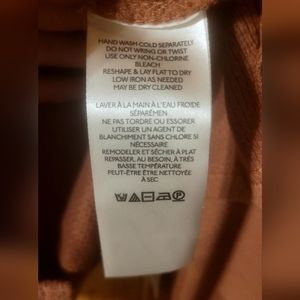 HAND WASH COLD SEPARATELY
DO NOT WRING OR TWIST
USE ONLY NON-CHLORINE
BLEACH
RESHAPE & LAY FLAT TO DRY
LOW IRON AS NEEDED
MAY BE DRY CLEANED
LAVER À LA MAIN À L'EAU FROIDE
SÉPARÉMEN
NE PAS TORDRE OU ESSORER
UTILISER UN AGENT DE
BLANCHIMENT SANS CHLORE SI
NÉCESSAIRE
REMODELER ET SÉCHER À PLAT
REPASSER, AU BESOIN, À TRÈS
BASSE TEMPÉRATURE
PEUT-ÊTRE ÊTRE NETTOYÉE
À SEC